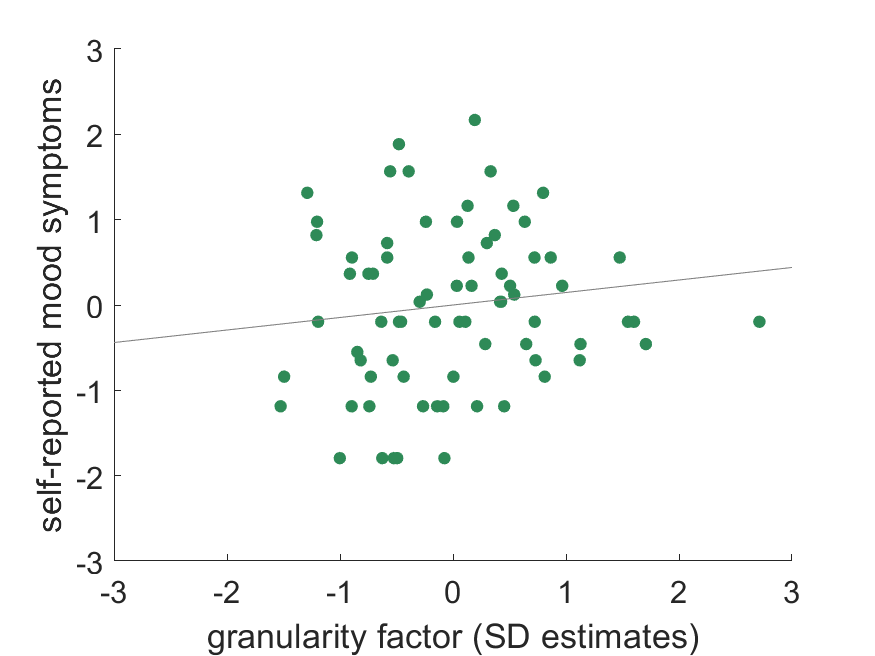 self-reported mood symptoms
3
2
1
0
-1
-2
-3
-3 -2 -1 0 1 2 3
granularity factor (SD estimates)